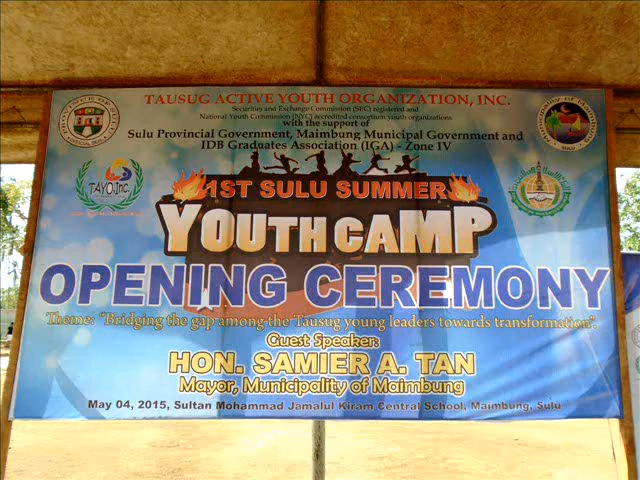 TAUSUG ACTIVE YOUTH ORGANIZATION, INC.
Securities and Exchange Commission (SEC) registered and
National Youth Commission (NYC) accredited consortium youth organizations
with the support of
Sulu Provincial Government, Maimbung Municipal Government and
IDB Graduates Association (IGA) - Zone IV
TAYO, Inc.
1ST SULU SUMMER
YOUTH CAMP
OPENING CEREMONY
Theme: "Bridging the gap among the Tausug young leaders towards transformation".
Guest Speaker:
HON. SAMIER A. TAN
Mayor, Municipality of Maimbung
May 04, 2015, Sultan Mohammad Jamalul Kiram Central School, Maimbung, Sulu